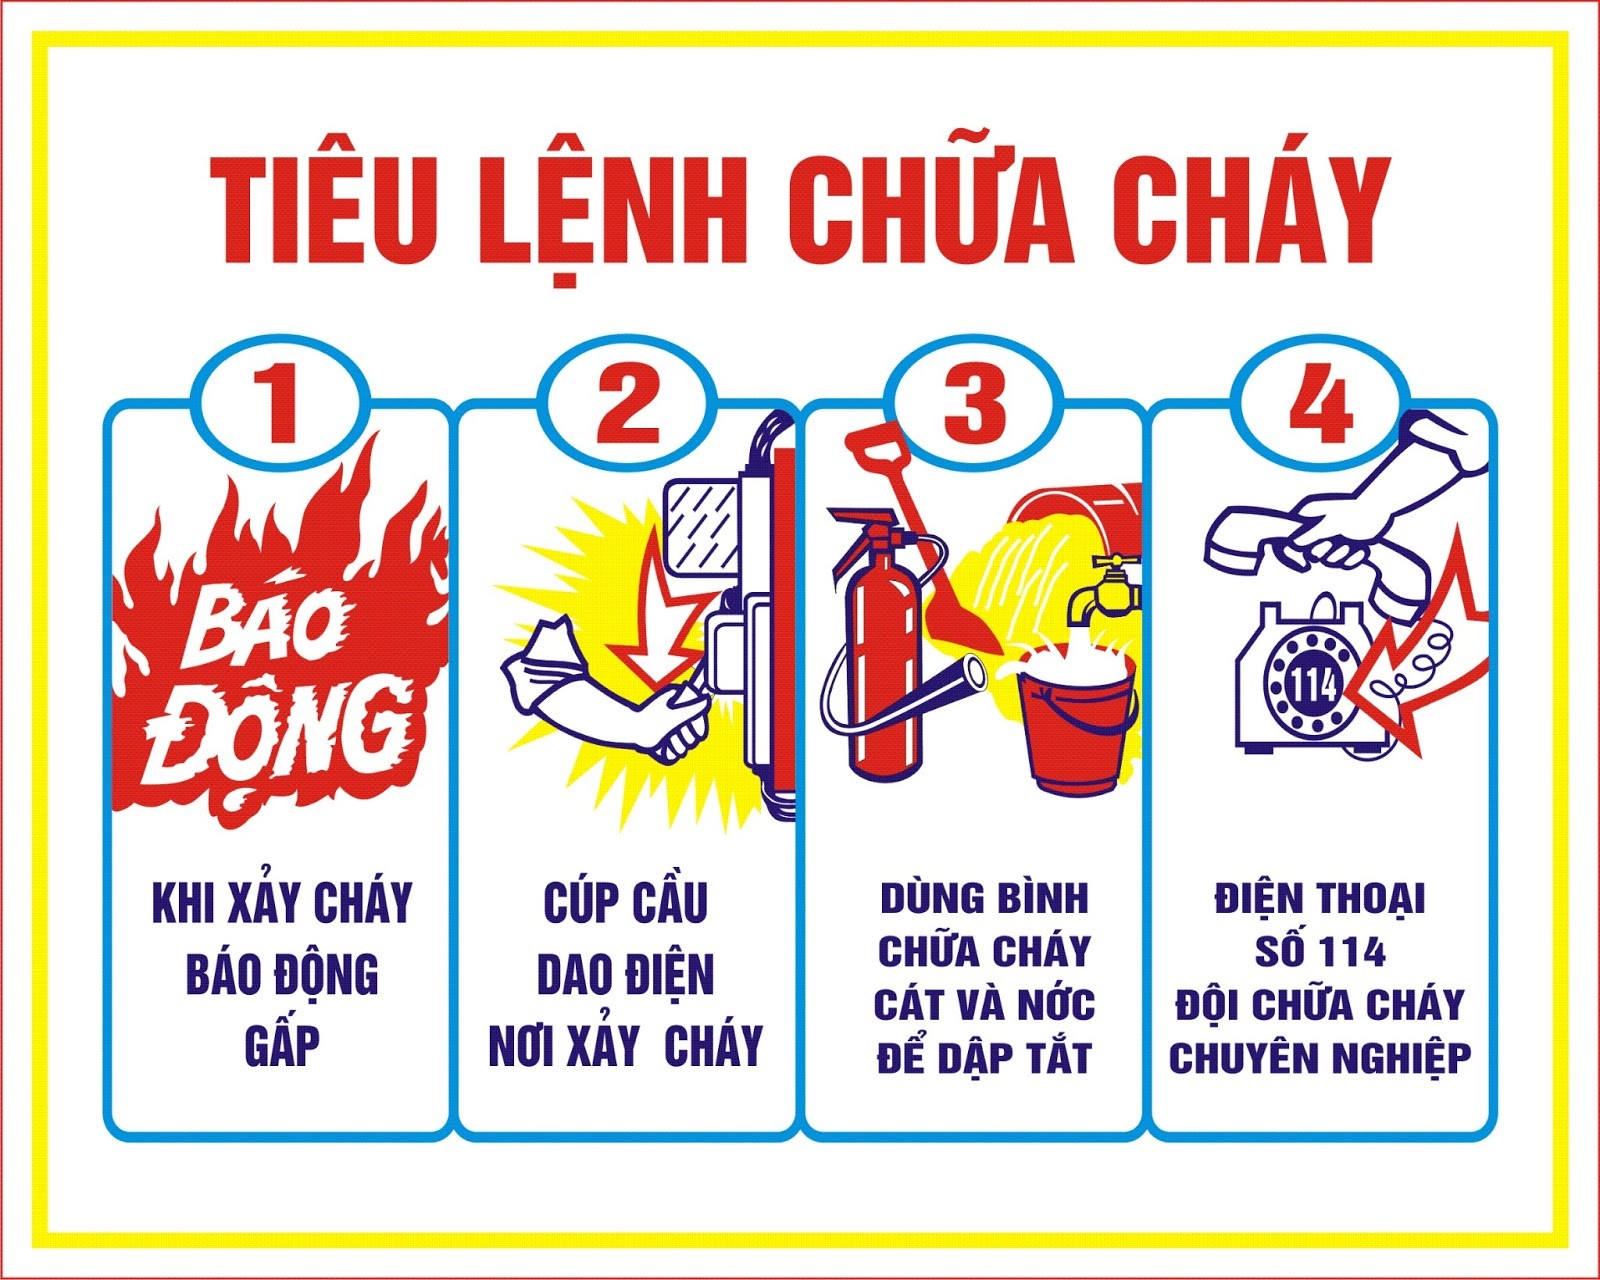 TIÊU LỆNH CHỮA CHÁY
1
BÁO
ĐỘNG
KHI XẢY CHÁY
BÁO ĐỘNG
GẤP
2
CÚP CẦU
DAO ĐIỆN
NƠI XẢY CHÁY
3
DÙNG BÌNH
CHỮA CHÁY
CÁT VÀ NỚC
ĐỂ DẬP TẮT
4
114
ĐIỆN THOẠI
SỐ 114
ĐỘI CHỮA CHÁY
CHUYÊN NGHIỆP